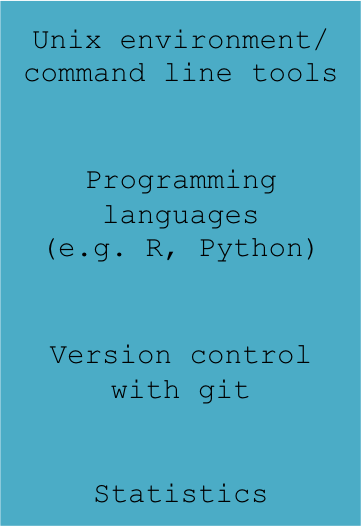 Unix environment/
command line tools
Programming
languages
(e.g. R, Python)
Version control
with git
Statistics